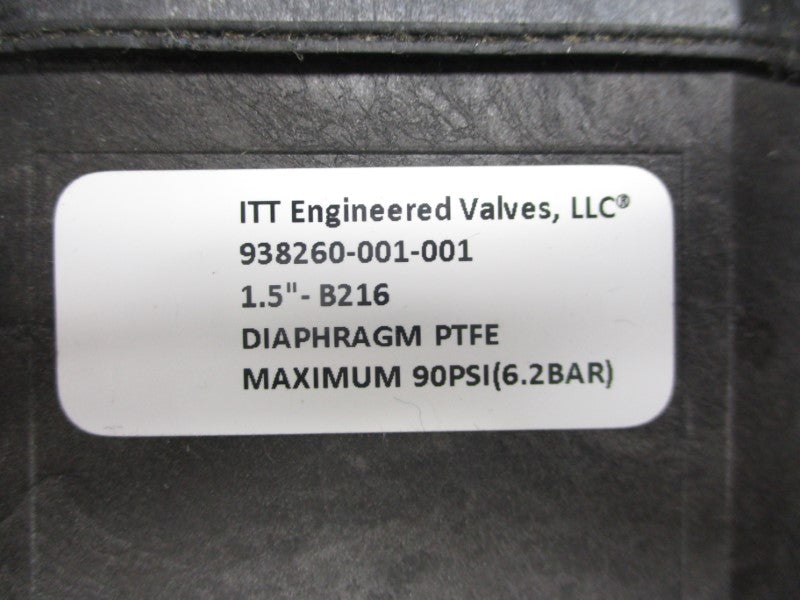 ITT Engineered Valves, LLC®
938260-001-001
1.5"- B216
DIAPHRAGM PTFE
MAXIMUM 90PSI(6.2BAR)